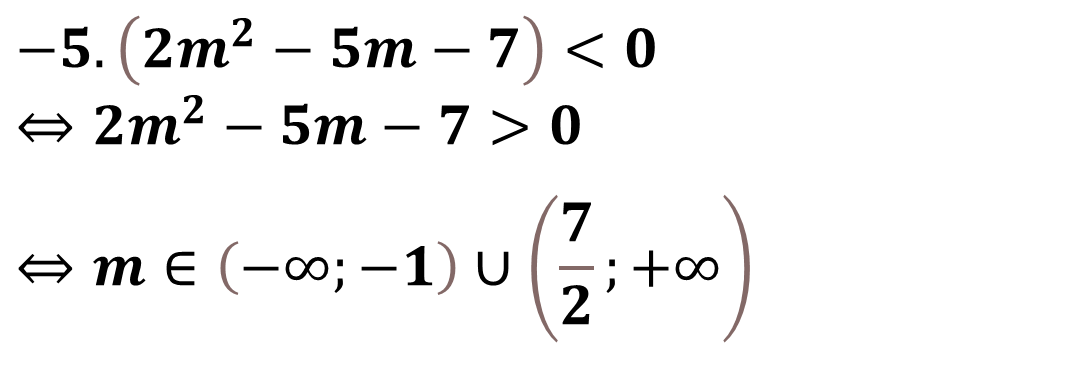 −5.(2m² − 5m − 7) < 0
⇔ 2m² − 5m − 7 > 0
⇔ m ∈ (−∞; −1) ∪ (7/2 ; +∞)